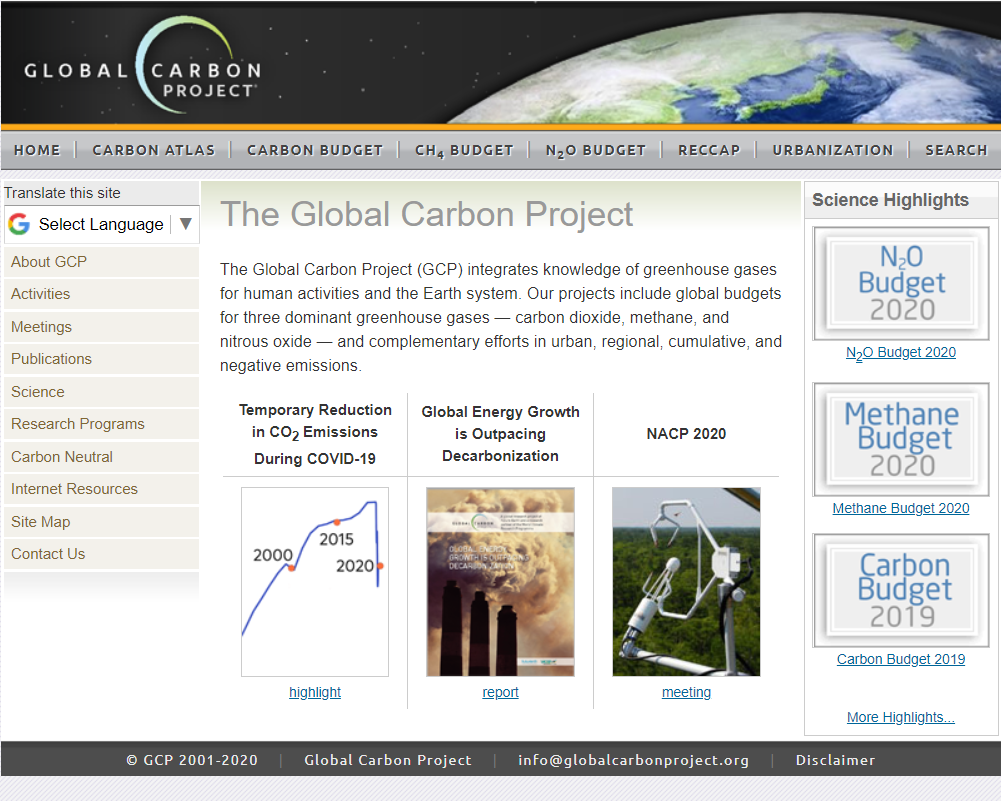 GLOBAL CARBON
PROJECT
HOME
CARBON ATLAS
CARBON BUDGET
CH₄ BUDGET
N₂O BUDGET
RECCAP
URBANIZATION
SEARCH
Translate this site
Select Language ▼
About GCP
Activities
Meetings
Publications
Science
Research Programs
Carbon Neutral
Internet Resources
Site Map
Contact Us
The Global Carbon Project
The Global Carbon Project (GCP) integrates knowledge of greenhouse gases
for human activities and the Earth system. Our projects include global budgets
for three dominant greenhouse gases — carbon dioxide, methane, and
nitrous oxide — and complementary efforts in urban, regional, cumulative, and
negative emissions.
Temporary Reduction
in CO₂ Emissions
During COVID-19
2000
2015
2020
highlight
Global Energy Growth
is Outpacing
Decarbonization
GLOBAL CARBON
GLOBAL ENERGY
GROWTH IS OUTPACING
DECARBONIZATION
report
NACP 2020
meeting
Science Highlights
N₂O
Budget
2020
N₂O Budget 2020
Methane
Budget
2020
Methane Budget 2020
Carbon
Budget
2019
Carbon Budget 2019
More Highlights...
© GCP 2001-2020 | Global Carbon Project | info@globalcarbonproject.org | Disclaimer